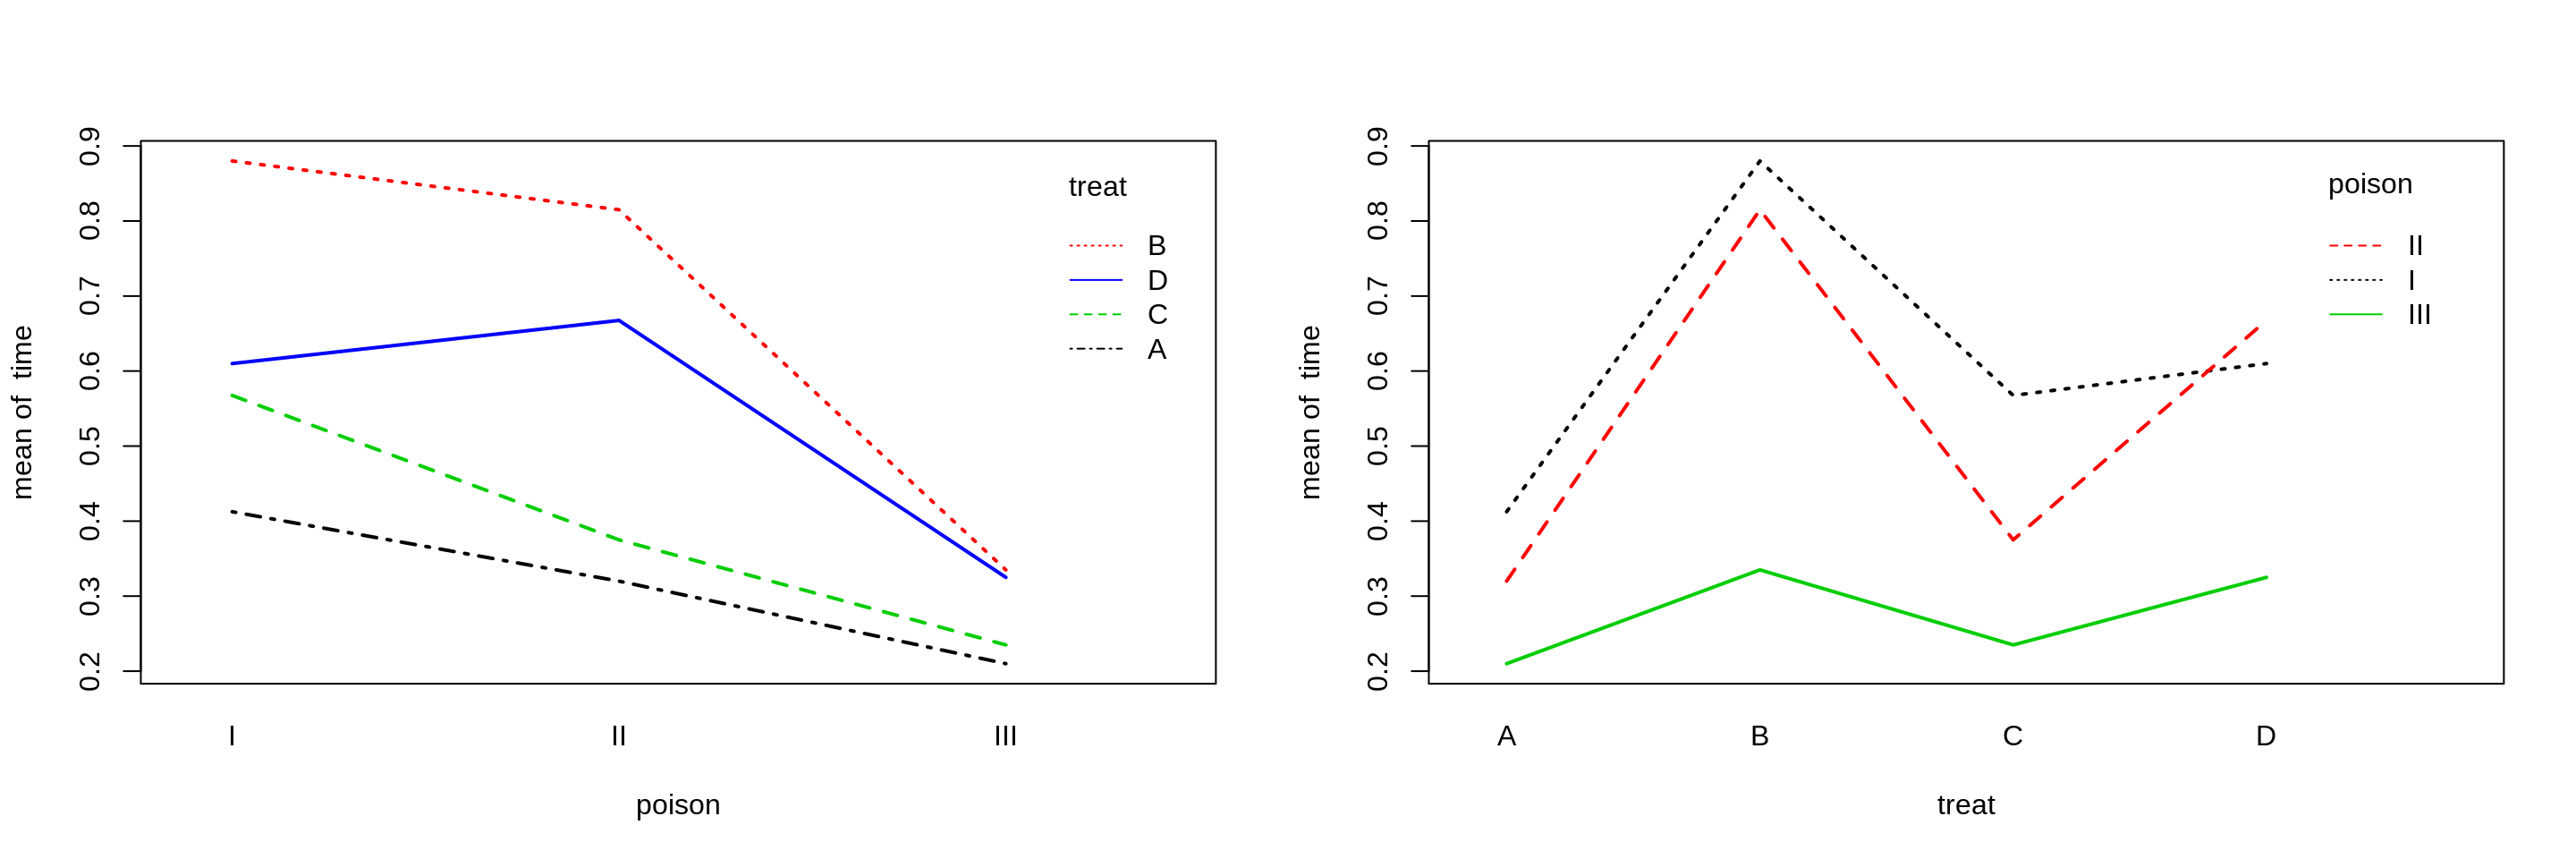 mean of time
0.9
0.8
0.7
0.6
0.5
0.4
0.3
0.2
treat
B
D
C
A
I
II
III
poison
mean of time
0.9
0.8
0.7
0.6
0.5
0.4
0.3
0.2
poison
II
I
III
A
B
C
D
treat